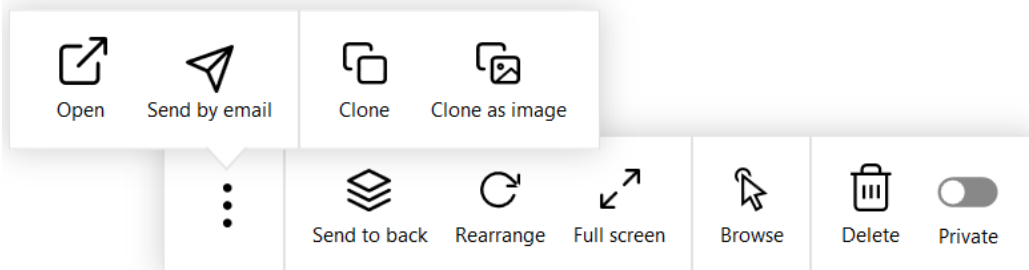 Open
Send by email
Clone
Clone as image
Send to back
Rearrange
Full screen
Browse
Delete
Private